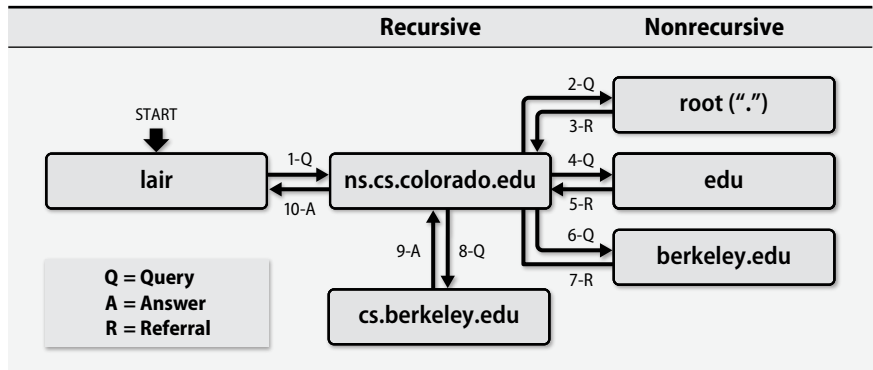 Recursive Nonrecursive
2-Q
root (“.”)
3-R
START
1-Q
4-Q
lair
ns.cs.colorado.edu
edu
10-A
5-R
6-Q
9-A
8-Q
berkeley.edu
7-R
Q = Query
A = Answer
R = Referral
cs.berkeley.edu